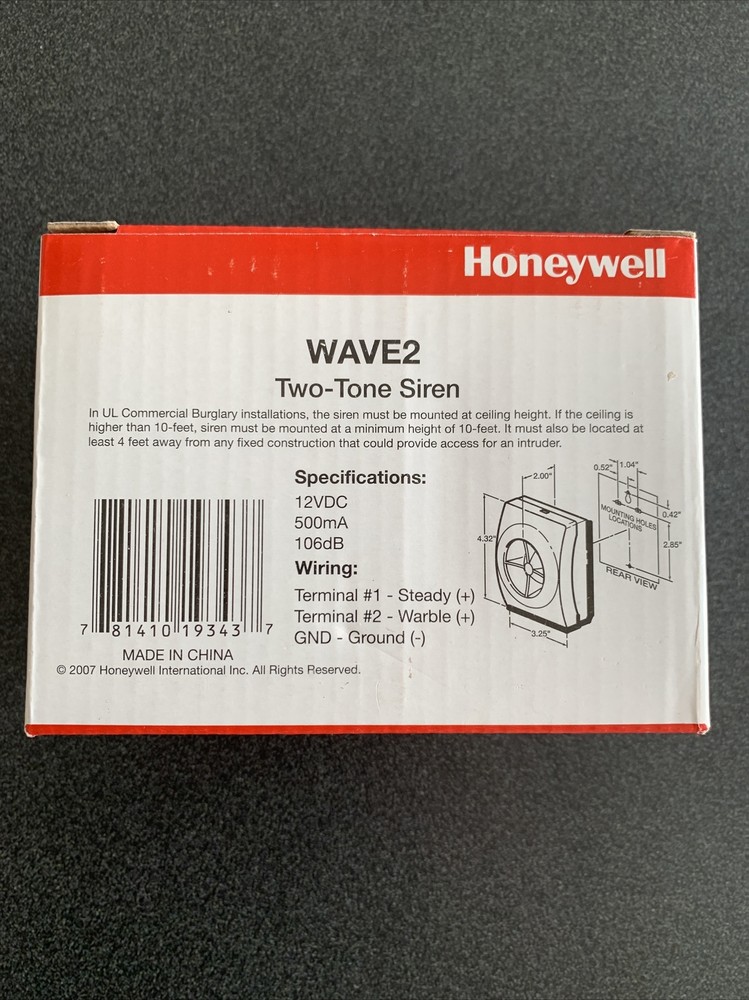 Honeywell
WAVE2
Two-Tone Siren
In UL Commercial Burglary installations, the siren must be mounted at ceiling height. If the ceiling is
higher than 10-feet, siren must be mounted at a minimum height of 10-feet. It must also be located at
least 4 feet away from any fixed construction that could provide access for an intruder.
Specifications:
12VDC
500mA
106dB
Wiring:
Terminal #1 - Steady (+)
Terminal #2 - Warble (+)
GND - Ground (-)
7 81410 19343 7
MADE IN CHINA
© 2007 Honeywell International Inc. All Rights Reserved.
2.00"
4.32"
3.25"
0.52"
1.04"
0.42"
2.85"
MOUNTING HOLES
LOCATIONS
REAR VIEW